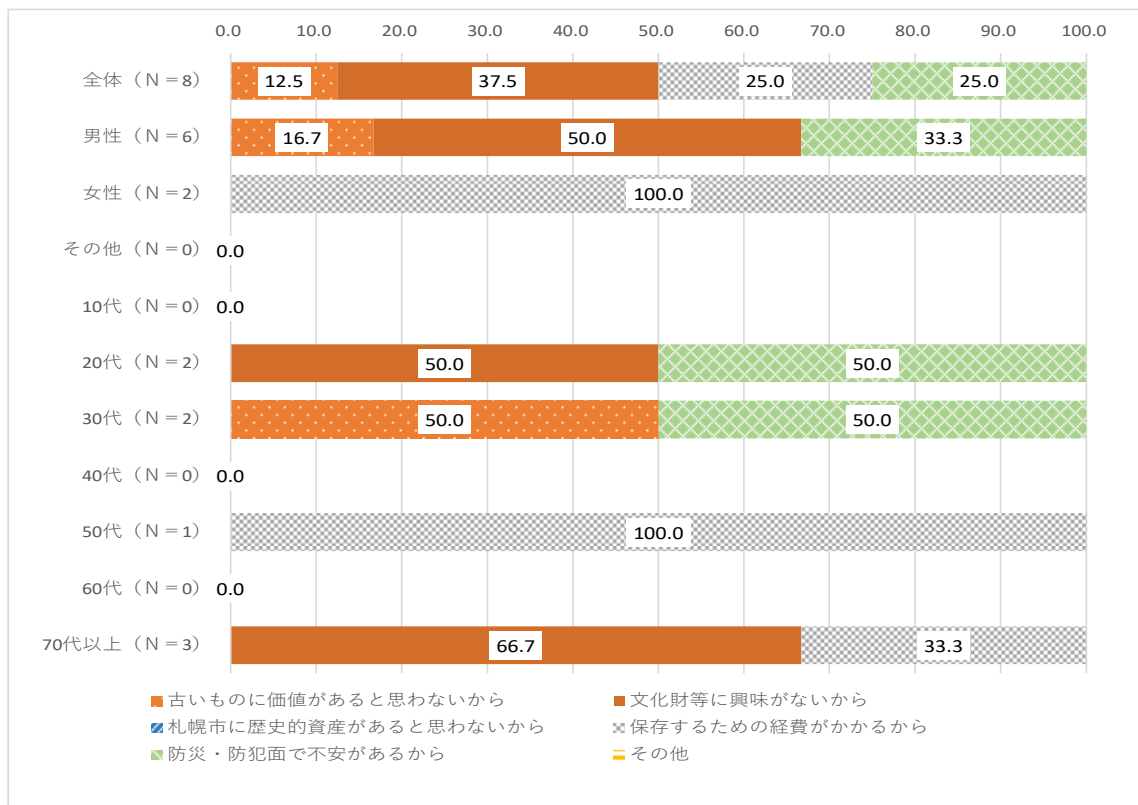 0.0 10.0 20.0 30.0 40.0 50.0 60.0 70.0 80.0 90.0 100.0
全体（N＝8） 12.5 37.5 25.0 25.0
男性（N＝6） 16.7 50.0 33.3
女性（N＝2） 100.0
その他（N＝0） 0.0
10代（N＝0） 0.0
20代（N＝2） 50.0 50.0
30代（N＝2） 50.0 50.0
40代（N＝0） 0.0
50代（N＝1） 100.0
60代（N＝0） 0.0
70代以上（N＝3） 66.7 33.3
古いものに価値があると思わないから 文化財等に興味がないから
札幌市に歴史的資産があると思わないから 保存するための経費がかかるから
防災・防犯面で不安があるから その他